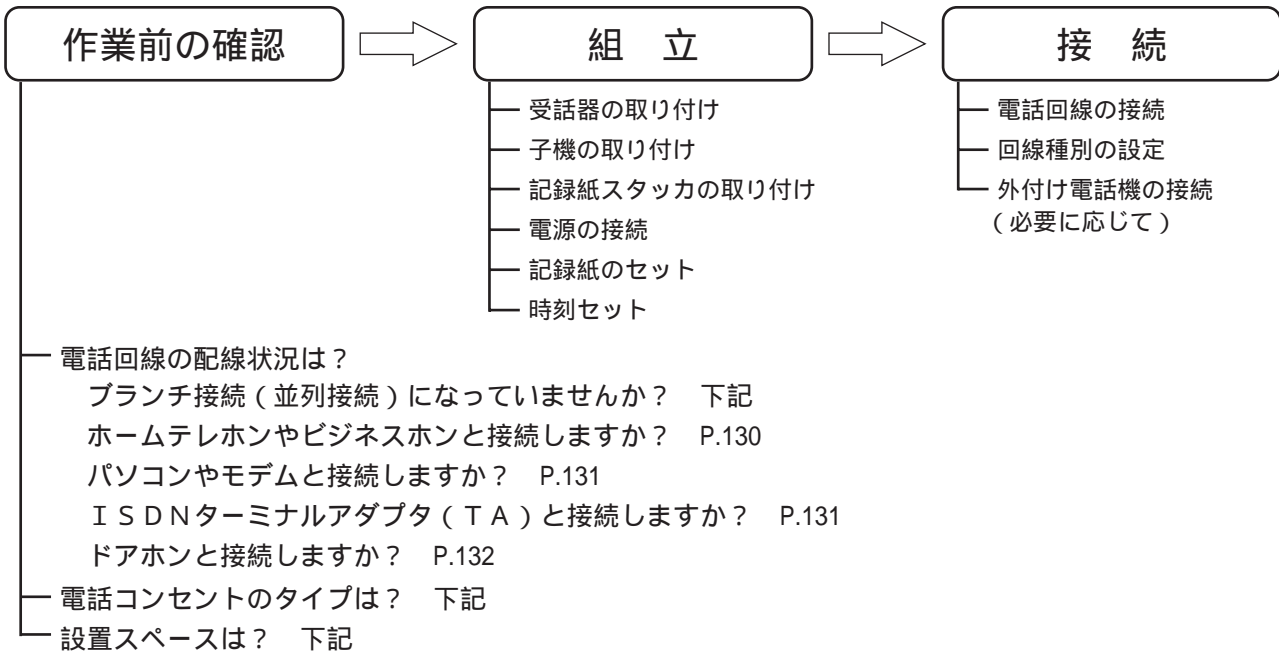 作業前の確認
組 立
接 続
受話器の取り付け
子機の取り付け
記録紙スタッカの取り付け
電源の接続
記録紙のセット
時刻セット
電話回線の接続
回線種別の設定
外付け電話機の接続
(必要に応じて)
電話回線の配線状況は?
ブランチ接続(並列接続)になっていませんか? 下記
ホームテレホンやビジネスホンと接続しますか? P.130
パソコンやモデムと接続しますか? P.131
ISDNターミナルアダプタ(TA)と接続しますか? P.131
ドアホンと接続しますか? P.132
電話コンセントのタイプは? 下記
設置スペースは? 下記